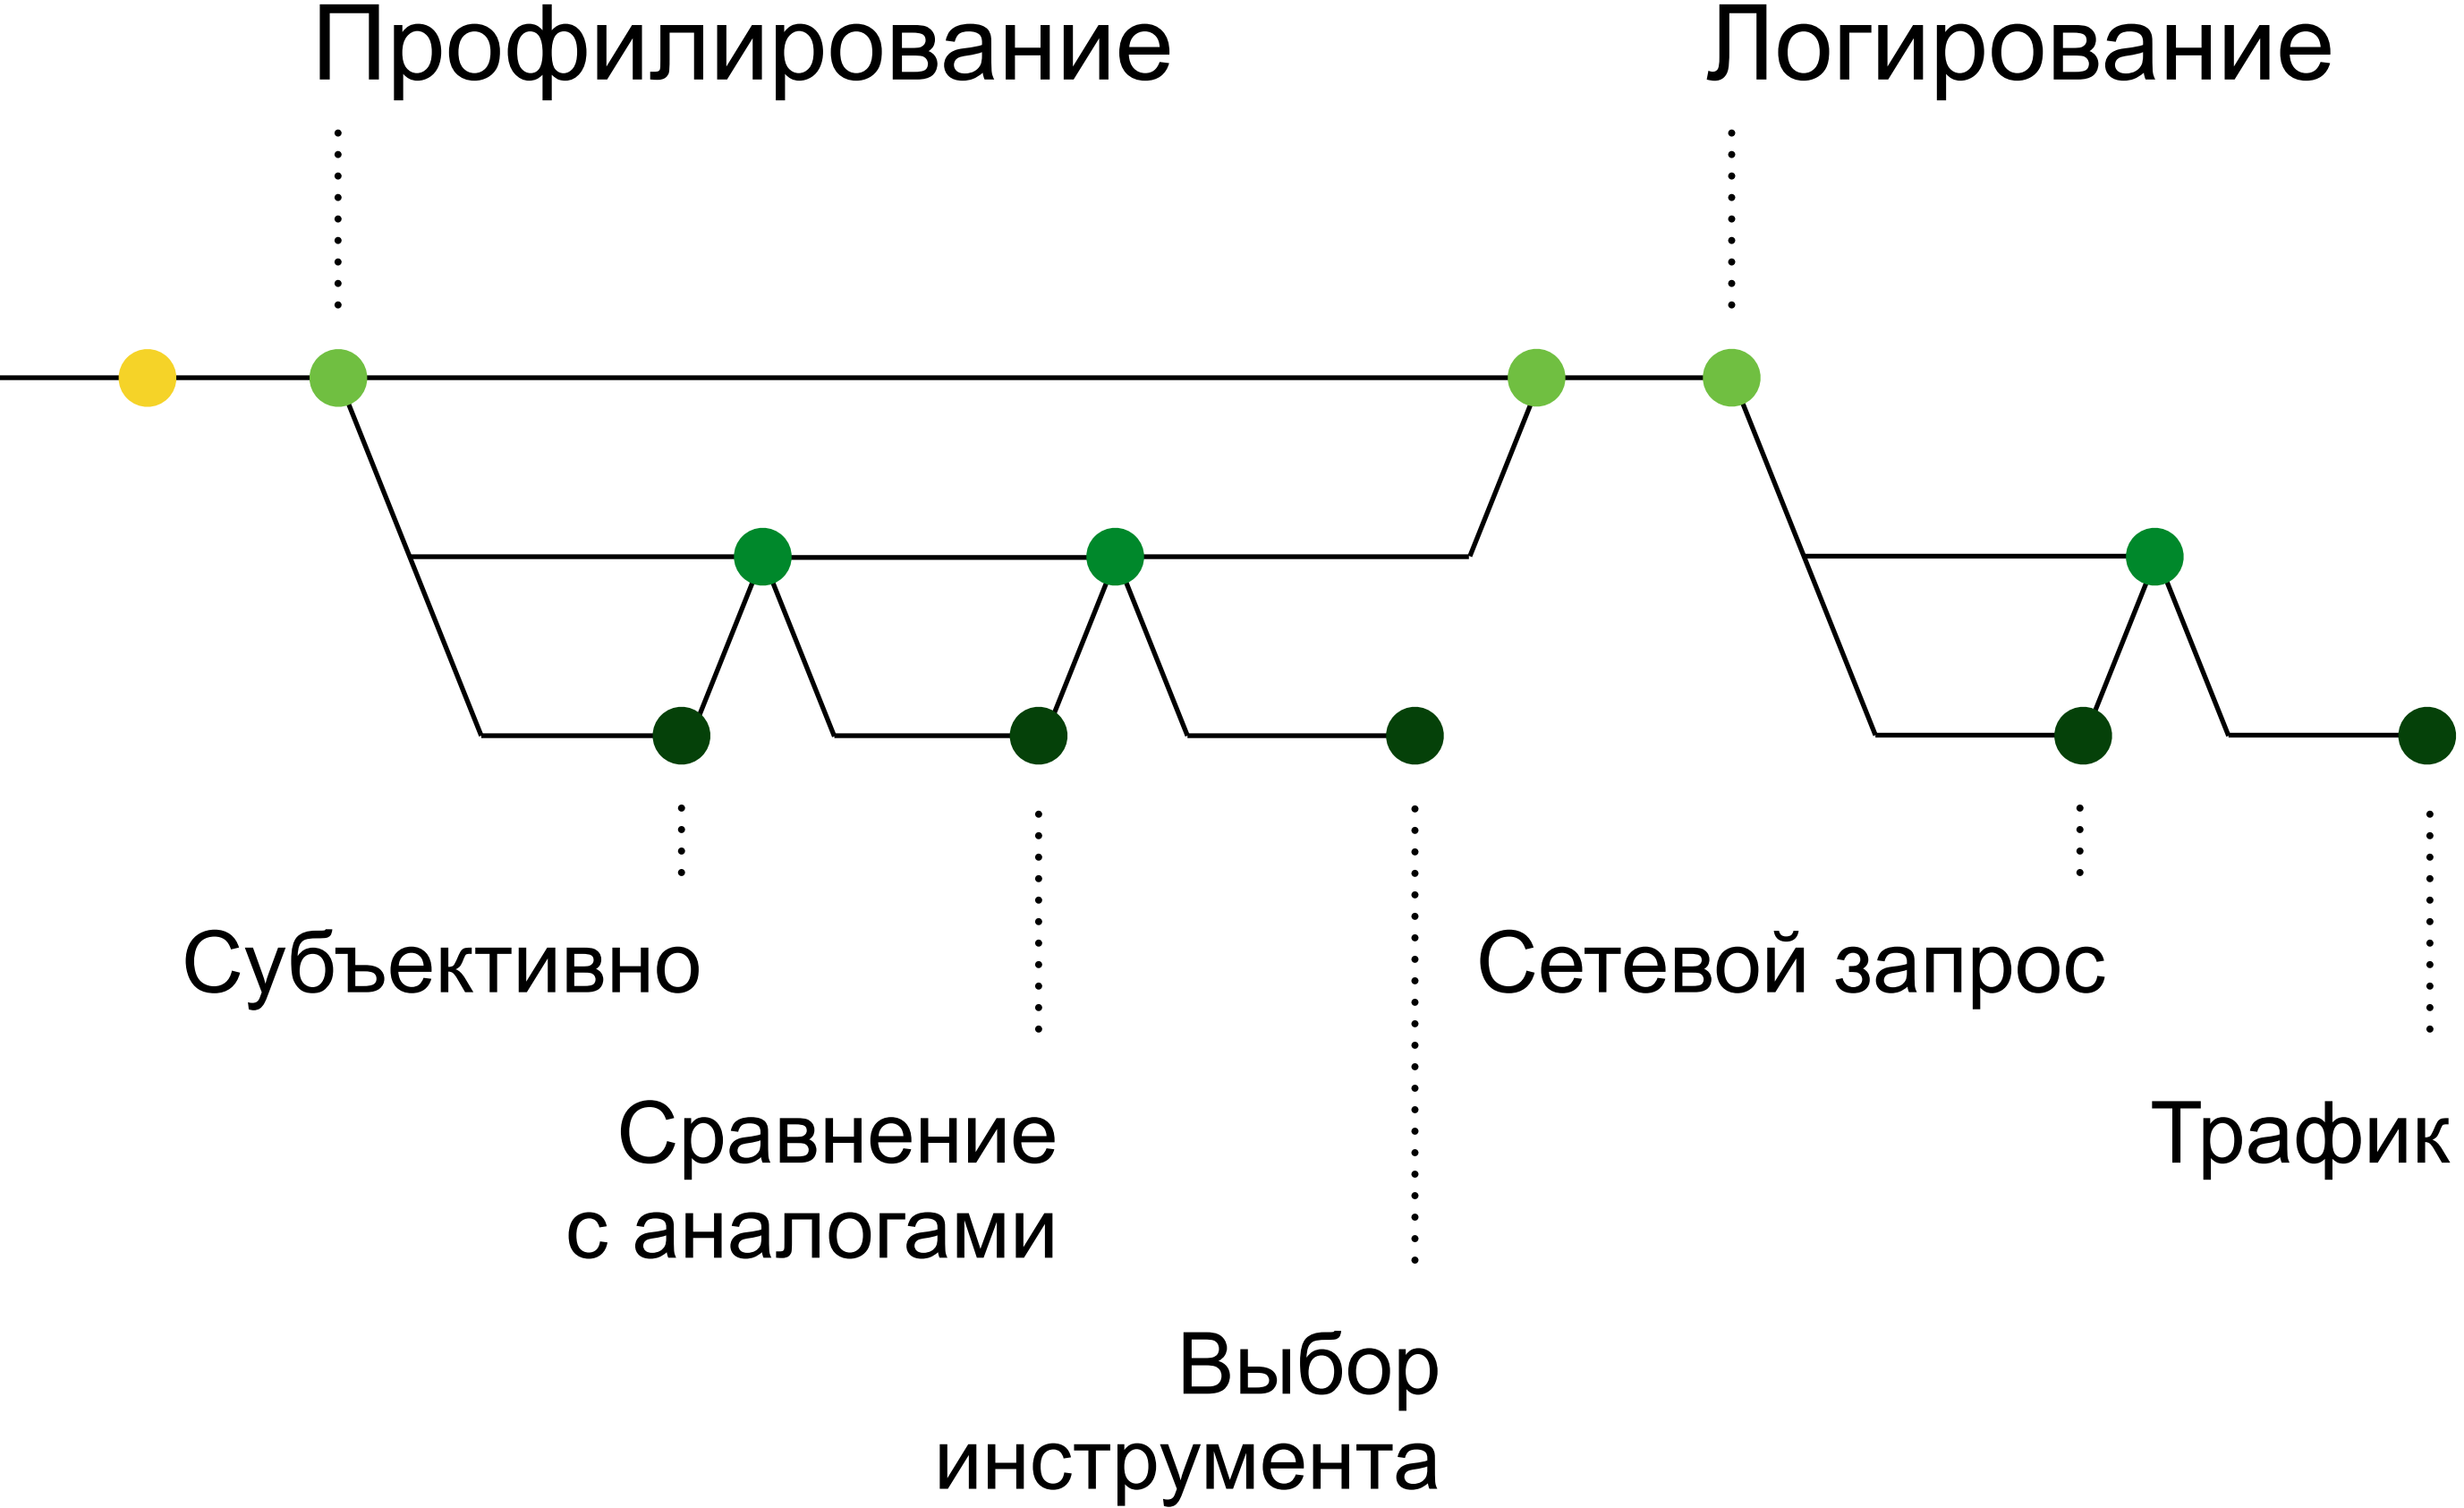 Профилирование
Логирование
Субъективно
Сетевой запрос
Сравнение
с аналогами
Трафик
Выбор
инструмента